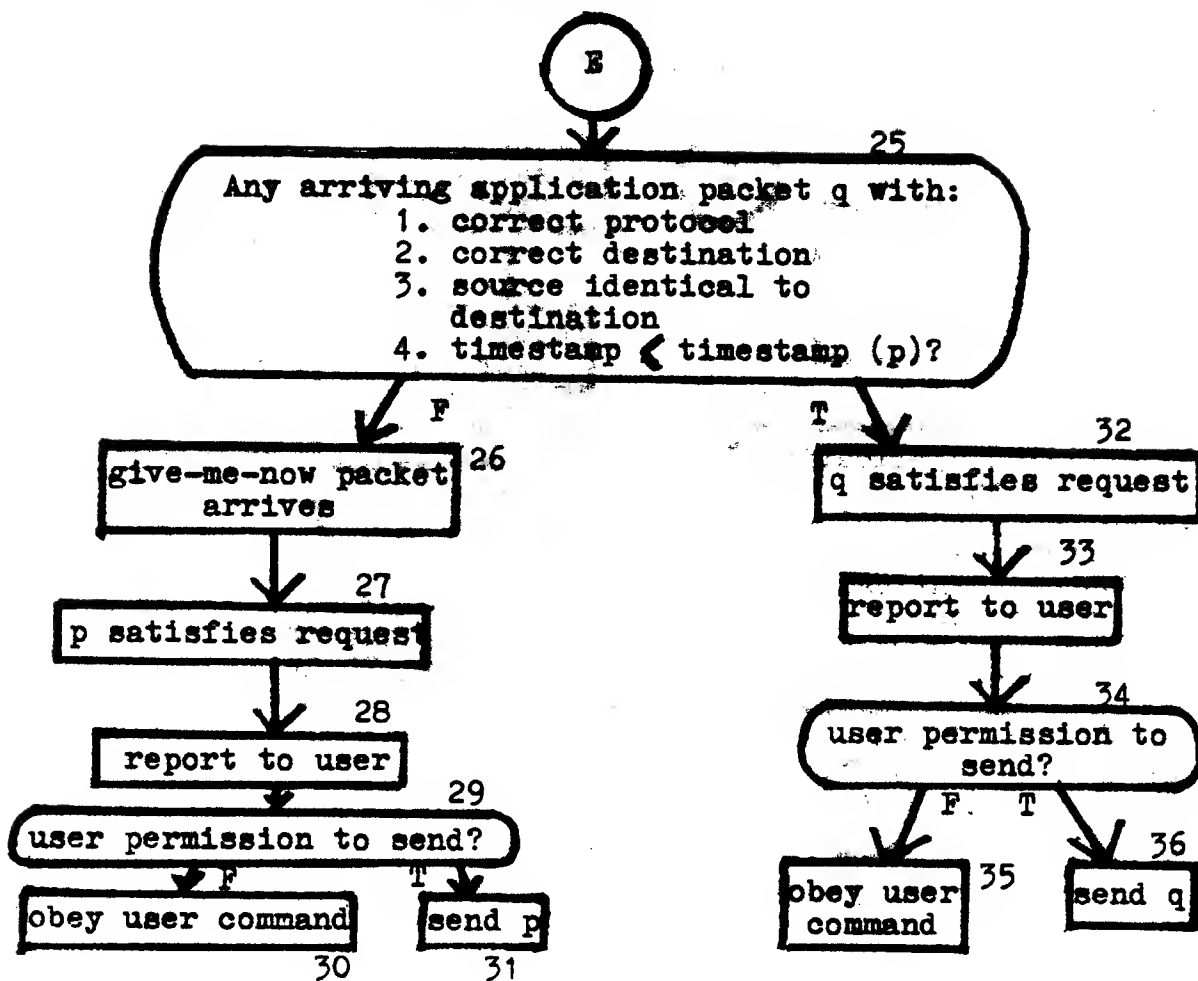 E
25
Any arriving application packet q with:
1. correct protocol
2. correct destination
3. source identical to
destination
4. timestamp < timestamp (p)?
F
T
26
give-me-now packet
arrives
32
q satisfies request
27
p satisfies request
33
report to user
28
report to user
34
user permission to
send?
29
user permission to send?
F
T
F
T
obey user command
30
send p
31
obey user
command
35
36
send q